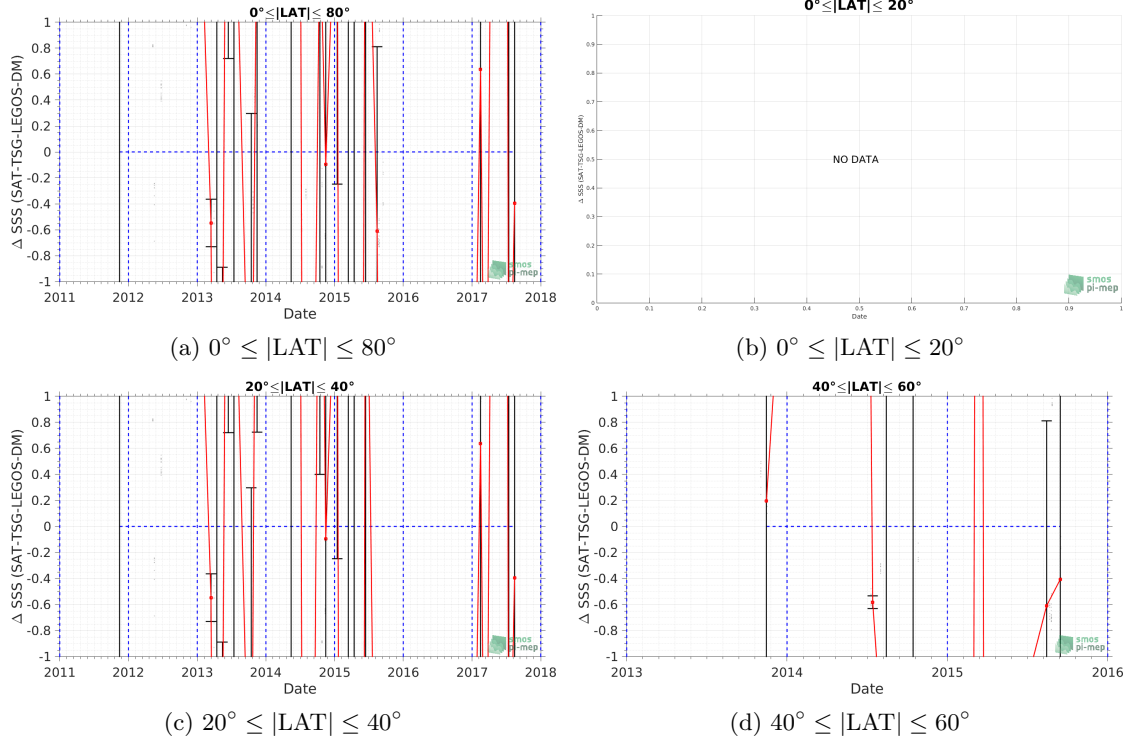 0°≤|LAT|≤ 80°
Δ SSS (SAT-TSG-LEGOS-DM)
1
0.8
0.6
0.4
0.2
0
-0.2
-0.4
-0.6
-0.8
-1
2011 2012 2013 2014 2015 2016 2017 2018
Date
smos
pi-mep
(a) 0° ≤ |LAT| ≤ 80°
0°≤|LAT|≤ 20°
Δ SSS (SAT-TSG-LEGOS-DM)
1
0.9
0.8
0.7
0.6
0.5
0.4
0.3
0.2
0.1
0
NO DATA
0 0.1 0.2 0.3 0.4 0.5 0.6 0.7 0.8 0.9 1
Date
smos
pi-mep
(b) 0° ≤ |LAT| ≤ 20°
20°≤|LAT|≤ 40°
Δ SSS (SAT-TSG-LEGOS-DM)
1
0.8
0.6
0.4
0.2
0
-0.2
-0.4
-0.6
-0.8
-1
2011 2012 2013 2014 2015 2016 2017 2018
Date
smos
pi-mep
(c) 20° ≤ |LAT| ≤ 40°
40°≤|LAT|≤ 60°
Δ SSS (SAT-TSG-LEGOS-DM)
1
0.8
0.6
0.4
0.2
0
-0.2
-0.4
-0.6
-0.8
-1
2013 2014 2015 2016
Date
smos
pi-mep
(d) 40° ≤ |LAT| ≤ 60°